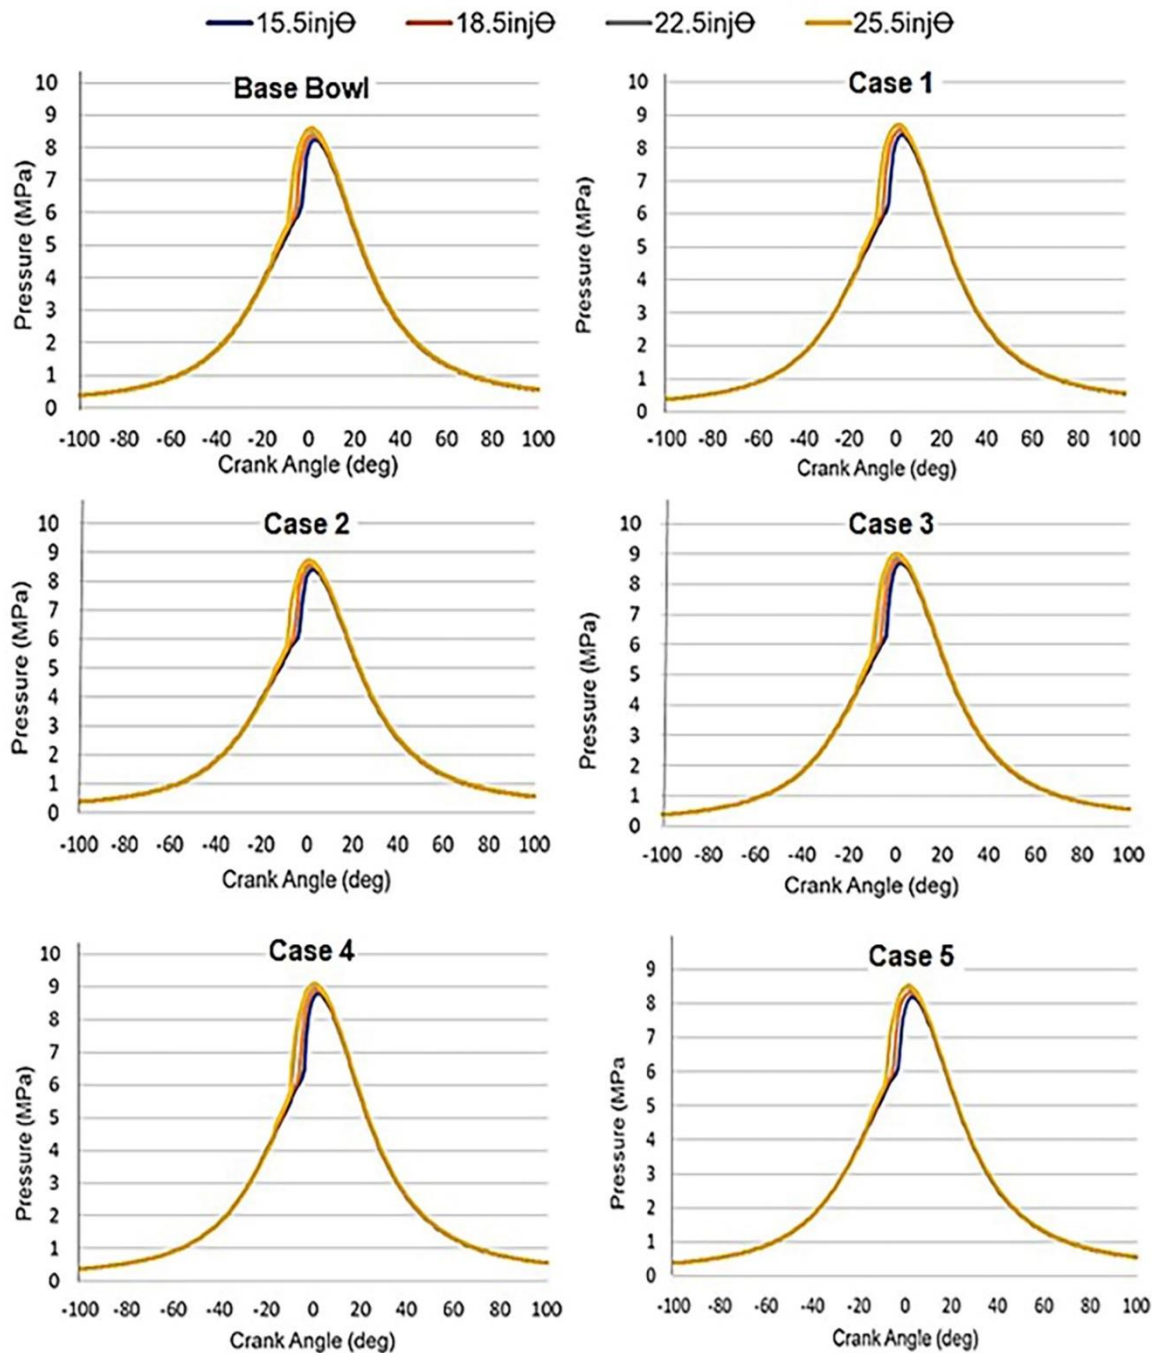 15.5injϴ 18.5injϴ 22.5injϴ 25.5injϴ
Base Bowl
10
9
8
7
6
5
4
3
2
1
0
Pressure (MPa)
-100 -80 -60 -40 -20 0 20 40 60 80 100
Crank Angle (deg)
Case 1
10
9
8
7
6
5
4
3
2
1
0
Pressure (MPa)
-100 -80 -60 -40 -20 0 20 40 60 80 100
Crank Angle (deg)
Case 2
10
9
8
7
6
5
4
3
2
1
0
Pressure (MPa)
-100 -80 -60 -40 -20 0 20 40 60 80 100
Crank Angle (deg)
Case 3
10
9
8
7
6
5
4
3
2
1
0
Pressure (MPa)
-100 -80 -60 -40 -20 0 20 40 60 80 100
Crank Angle (deg)
Case 4
10
9
8
7
6
5
4
3
2
1
0
Pressure (MPa)
-100 -80 -60 -40 -20 0 20 40 60 80 100
Crank Angle (deg)
Case 5
9
8
7
6
5
4
3
2
1
0
Pressure (MPa
-100 -80 -60 -40 -20 0 20 40 60 80 100
Crank Angle (deg)